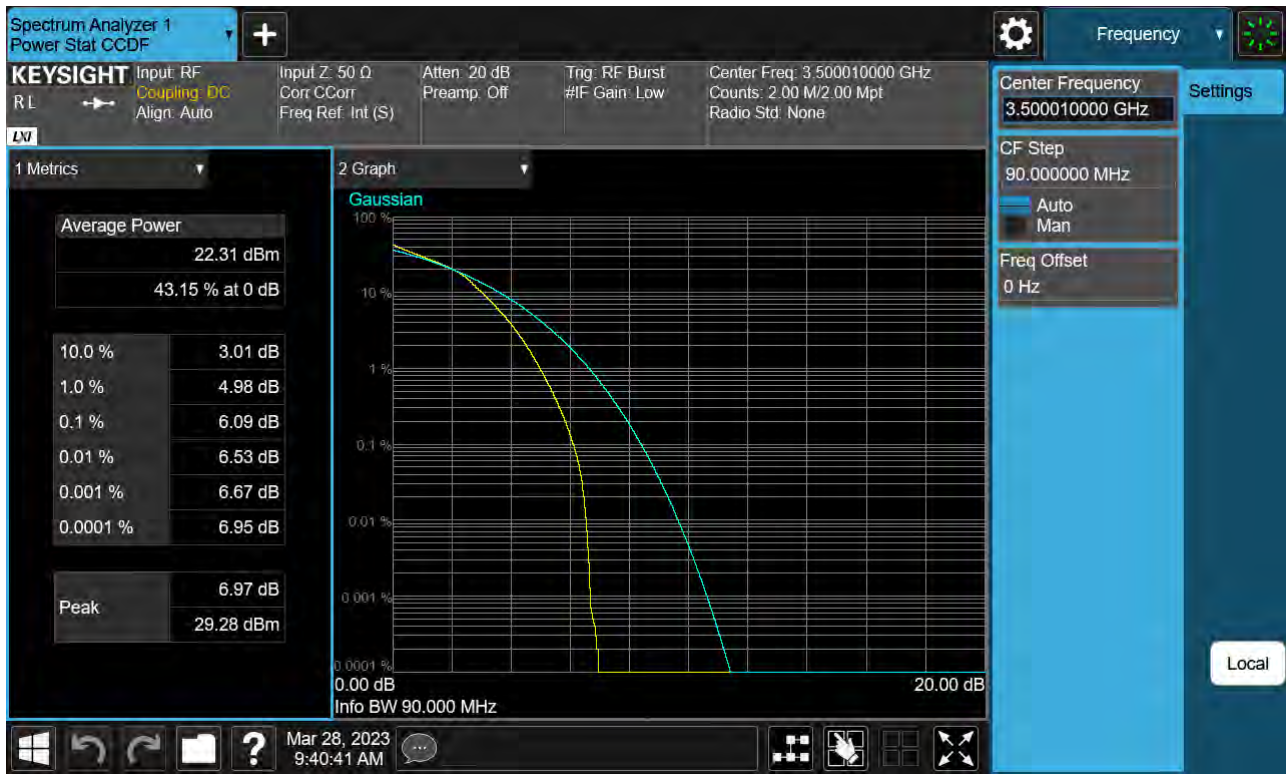 Spectrum Analyzer 1
Power Stat CCDF
Frequency
KEYSIGHT
RL
LXI
Input: RF
Coupling: DC
Align: Auto
Input Z: 50 Ω
Corr CCorr
Freq Ref: Int (S)
Atten: 20 dB
Preamp: Off
Trig: RF Burst
#IF Gain: Low
Center Freq: 3.500010000 GHz
Counts: 2.00 M/2.00 Mpt
Radio Std: None
Center Frequency
3.500010000 GHz
Settings
CF Step
90.000000 MHz
Auto
Man
Freq Offset
0 Hz
1 Metrics
Average Power
22.31 dBm
43.15 % at 0 dB
10.0 % 3.01 dB
1.0 % 4.98 dB
0.1 % 6.09 dB
0.01 % 6.53 dB
0.001 % 6.67 dB
0.0001 % 6.95 dB
Peak
6.97 dB
29.28 dBm
2 Graph
Gaussian
100 %
10 %
1 %
0.1 %
0.01 %
0.001 %
0.0001 %
0.00 dB
20.00 dB
Info BW 90.000 MHz
Local
?
Mar 28, 2023
9:40:41 AM